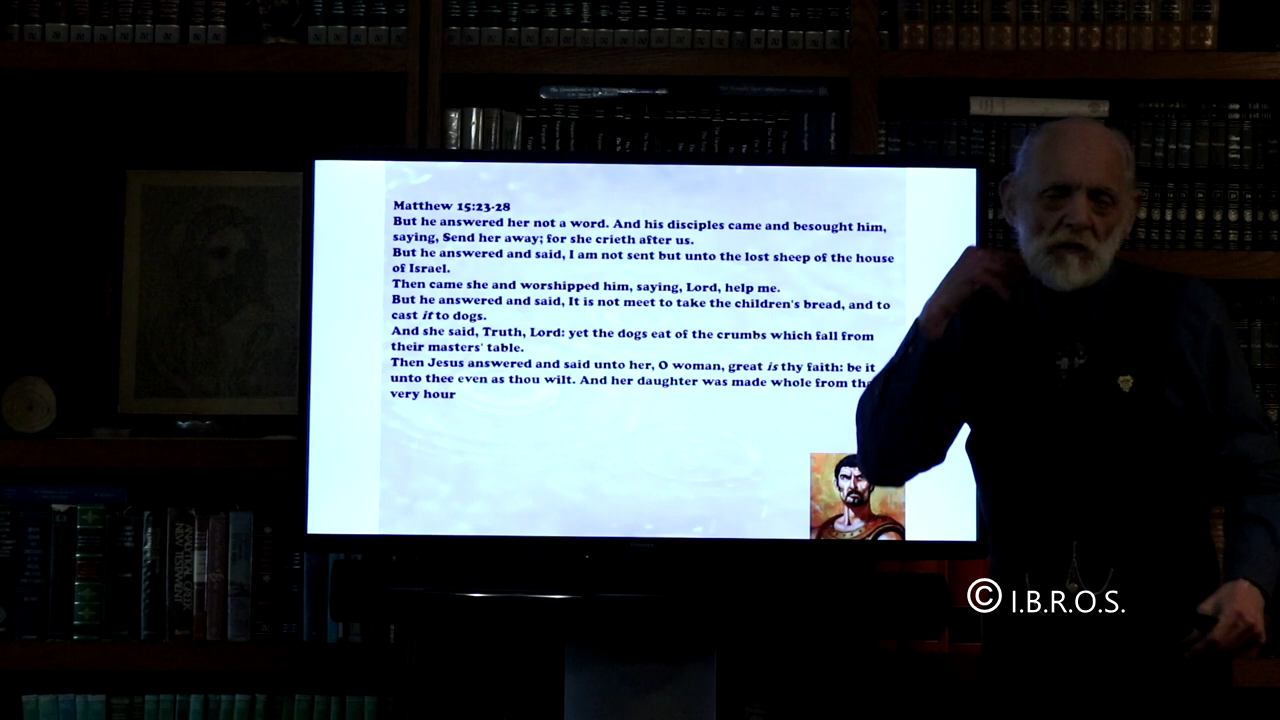 Matthew 15:23-28
But he answered her not a word. And his disciples came and besought him,
saying, Send her away; for she crieth after us.
But he answered and said, I am not sent but unto the lost sheep of the house
of Israel.
Then came she and worshipped him, saying, Lord, help me.
But he answered and said, It is not meet to take the children's bread, and to
cast it to dogs.
And she said, Truth, Lord: yet the dogs eat of the crumbs which fall from
their masters' table.
Then Jesus answered and said unto her, O woman, great is thy faith: be it
unto thee even as thou wilt. And her daughter was made whole from
very hour
GREEK
NEW TESTAMENT
© I.B.R.O.S.